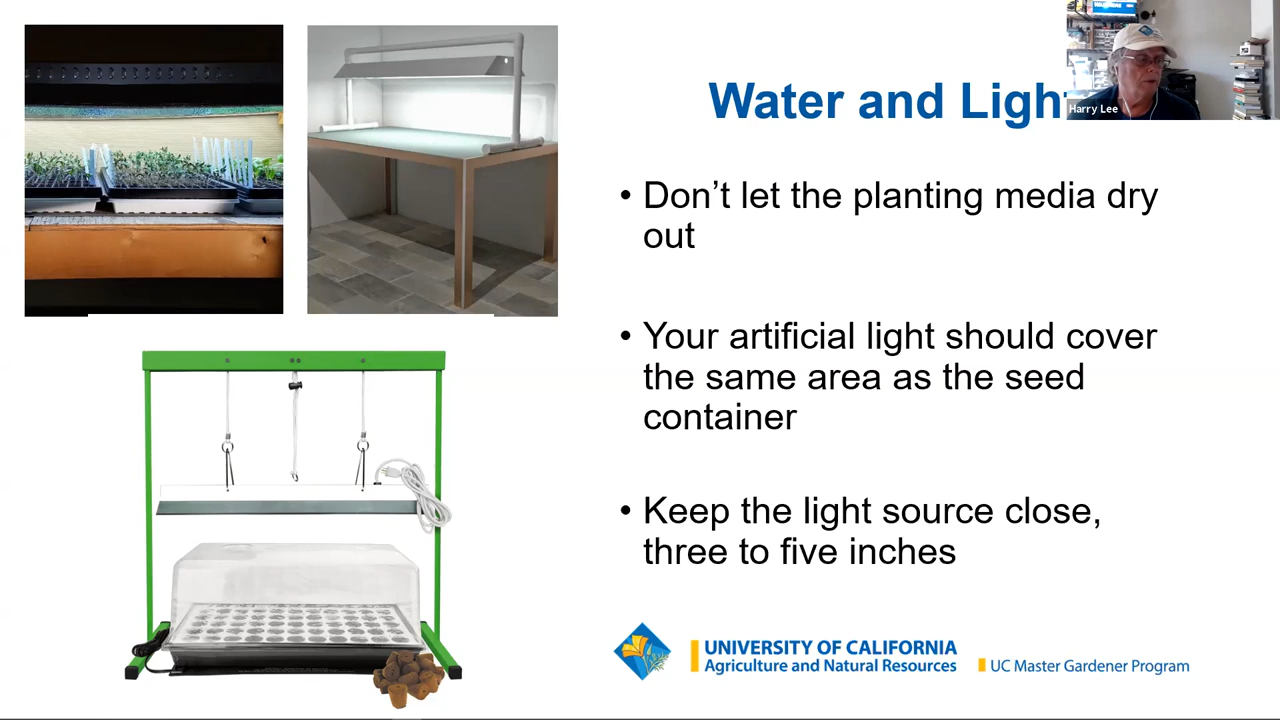 Water and Ligh
Harry Lee
• Don’t let the planting media dry
out
• Your artificial light should cover
the same area as the seed
container
• Keep the light source close,
three to five inches
UNIVERSITY OF CALIFORNIA
Agriculture and Natural Resources
UC Master Gardener Program